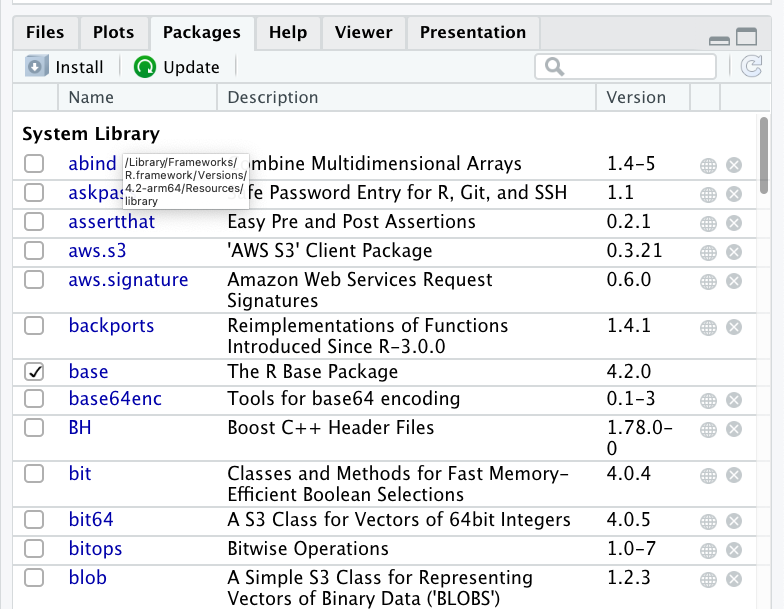 Files Plots Packages Help Viewer Presentation
Install Update
Name Description Version
System Library
abind ombine Multidimensional Arrays 1.4-5
/Library/Frameworks/
R.framework/Versions/
4.2-arm64/Resources/
library
askpas fe Password Entry for R, Git, and SSH 1.1
assertthat Easy Pre and Post Assertions 0.2.1
aws.s3 'AWS S3' Client Package 0.3.21
aws.signature Amazon Web Services Request 0.6.0
Signatures
backports Reimplementations of Functions 1.4.1
Introduced Since R-3.0.0
base The R Base Package 4.2.0
base64enc Tools for base64 encoding 0.1-3
BH Boost C++ Header Files 1.78.0-
0
bit Classes and Methods for Fast Memory- 4.0.4
Efficient Boolean Selections
bit64 A S3 Class for Vectors of 64bit Integers 4.0.5
bitops Bitwise Operations 1.0-7
blob A Simple S3 Class for Representing 1.2.3
Vectors of Binary Data ('BLOBS')